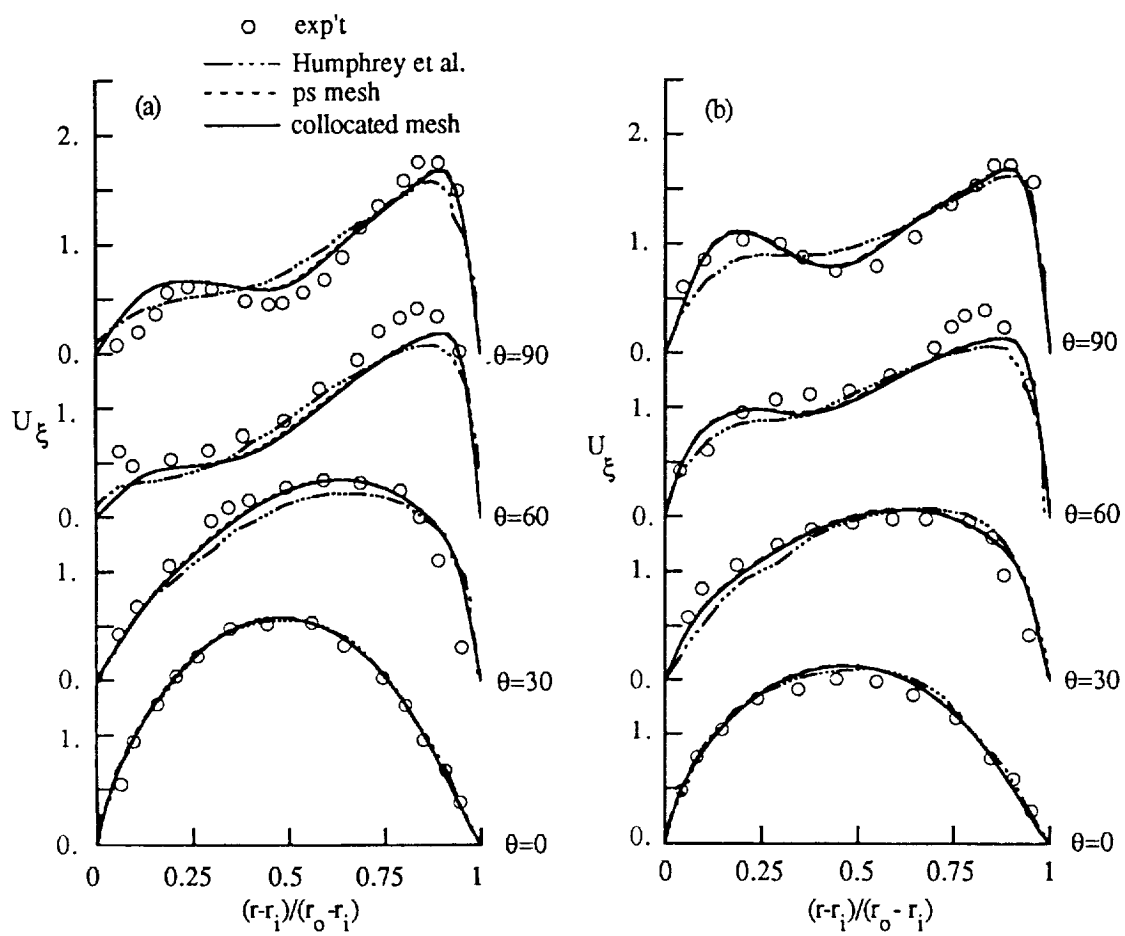 exp't
Humphrey et al.
ps mesh
collocated mesh
(a)
2.
1.
0.
θ=90
1.
U_ξ
0.
θ=60
1.
0.
θ=30
1.
0.
θ=0
0 0.25 0.50 0.75 1
(r-r_i)/(r_o-r_i)
(b)
2.
1.
0.
θ=90
1.
U_ξ
0.
θ=60
1.
0.
θ=30
1.
0.
θ=0
0 0.25 0.50 0.75 1
(r-r_i)/(r_o- r_i)